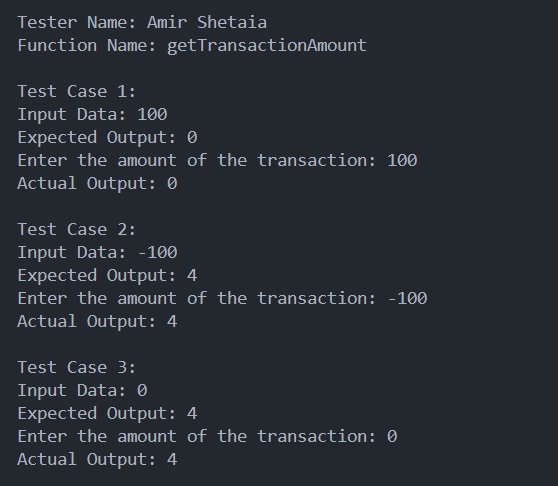 Tester Name: Amir Shetaia
Function Name: getTransactionAmount
Test Case 1:
Input Data: 100
Expected Output: 0
Enter the amount of the transaction: 100
Actual Output: 0
Test Case 2:
Input Data: -100
Expected Output: 4
Enter the amount of the transaction: -100
Actual Output: 4
Test Case 3:
Input Data: 0
Expected Output: 4
Enter the amount of the transaction: 0
Actual Output: 4